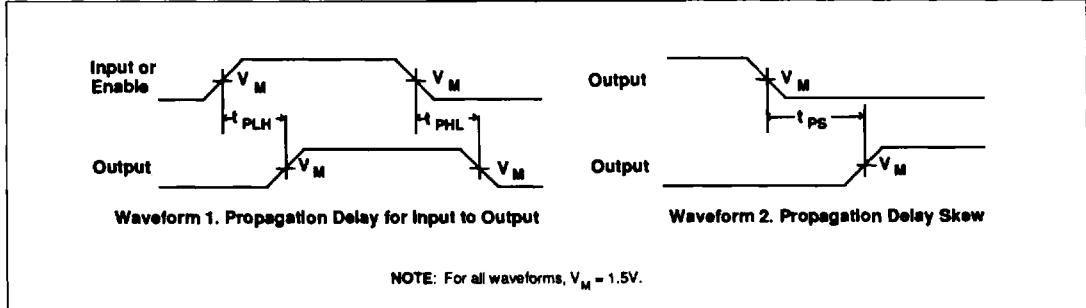 Input or
Enable
V M
V M
t PLH
t PHL
Output
V M
V M
Waveform 1. Propagation Delay for Input to Output
Output
V M
t PS
Output
V M
Waveform 2. Propagation Delay Skew
NOTE: For all waveforms, V M = 1.5V.